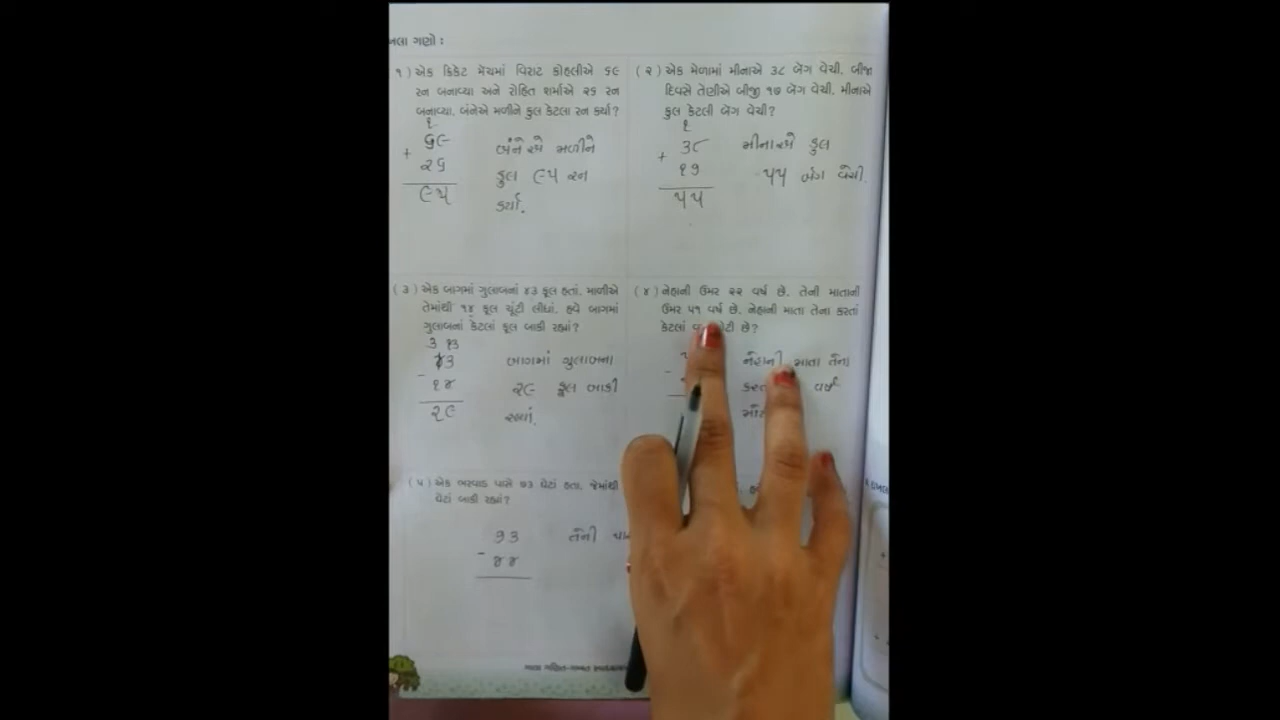 ખલા ગણો :
૧ ) એક ક્રિકેટ મેચમાં વિરાટ કોહલીએ ૬૯
રન બનાવ્યા અને રોહિત શર્માએ ૨૬ રન
બનાવ્યા. બંનેએ મળીને કુલ કેટલા રન કર્યા?
૧
૬૯
+
૨૬
૯૫
બંનેએ મળીને
કુલ ૯૫ રન
કર્યા.
( ૨ ) એક મેળામાં મીનાએ ૩૮ બૅગ વેચી. બીજા
દિવસે તેણીએ બીજી ૧૭ બૅગ વેચી. મીનાએ
કુલ કેટલી બૅગ વેચી?
૧
૩૮
+
૧૭
૫૫
મીનાએ કુલ
૫૫ બેગ વેચી.
( ૩ ) એક બાગમાં ગુલાબનાં ૪૩ ફૂલ હતાં. માળીએ
તેમાંથી ૧૪ ફૂલ ચૂંટી લીધાં. હવે બાગમાં
ગુલાબનાં કેટલાં ફૂલ બાકી રહ્યાં?
૩ ૧૩
૪૩
-
૧૪
૨૯
બાગમાં ગુલાબના
૨૯ ફૂલ બાકી
રહ્યાં.
( ૪ ) નેહાની ઉંમર ૨૨ વર્ષ છે. તેની માતાની
ઉંમર ૫૧ વર્ષ છે. નેહાની માતા તેના કરતાં
કેટલાં છે?
-
નેહાની માતા તેના
વર્ષ
( ૫ ) એક ભરવાડ પાસે ૭૩ ઘેટાં હતા. જેમાંથી
ઘેટાં બાકી રહ્યાં?
૭૩
-
૪૪
તેની